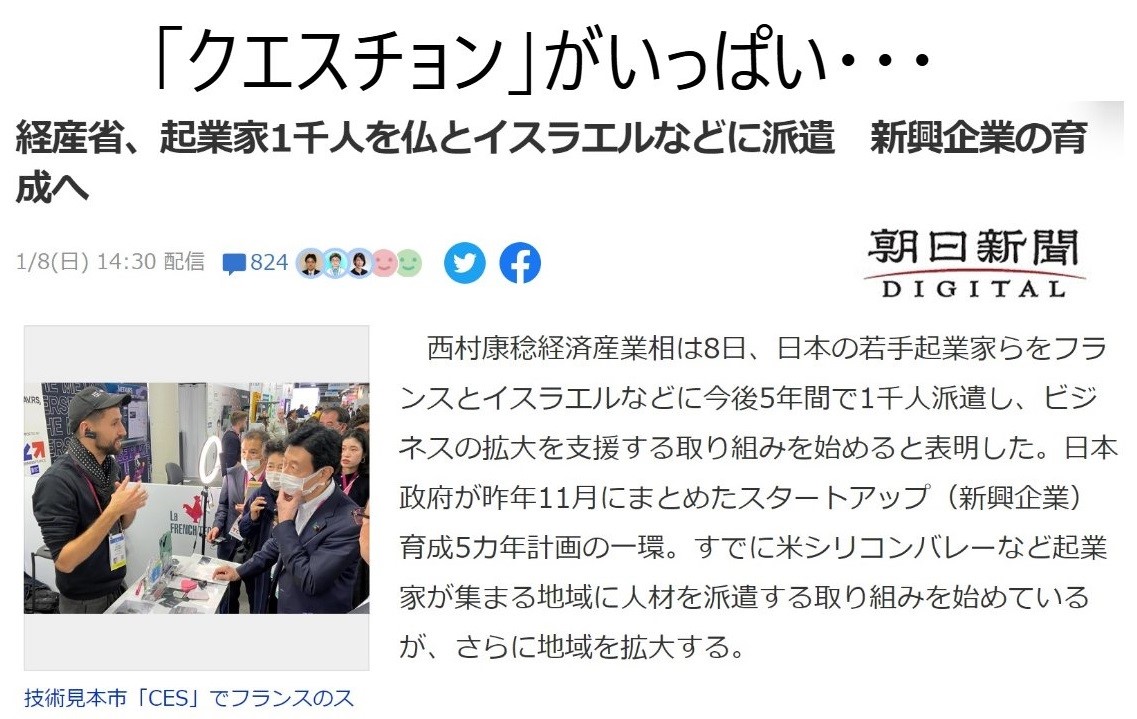 「クエスチョン」がいっぱい・・・
経産省、起業家1千人を仏とイスラエルなどに派遣　新興企業の育
成へ
1/8(日) 14:30 配信
824
朝日新聞
DIGITAL
　西村康稔経済産業相は8日、日本の若手起業家らをフラ
ンスとイスラエルなどに今後5年間で1千人派遣し、ビジ
ネスの拡大を支援する取り組みを始めると表明した。日本
政府が昨年11月にまとめたスタートアップ（新興企業）
育成5カ年計画の一環。すでに米シリコンバレーなど起業
家が集まる地域に人材を派遣する取り組みを始めている
が、さらに地域を拡大する。
La
FRENCH TECH
技術見本市「CES」でフランスのス